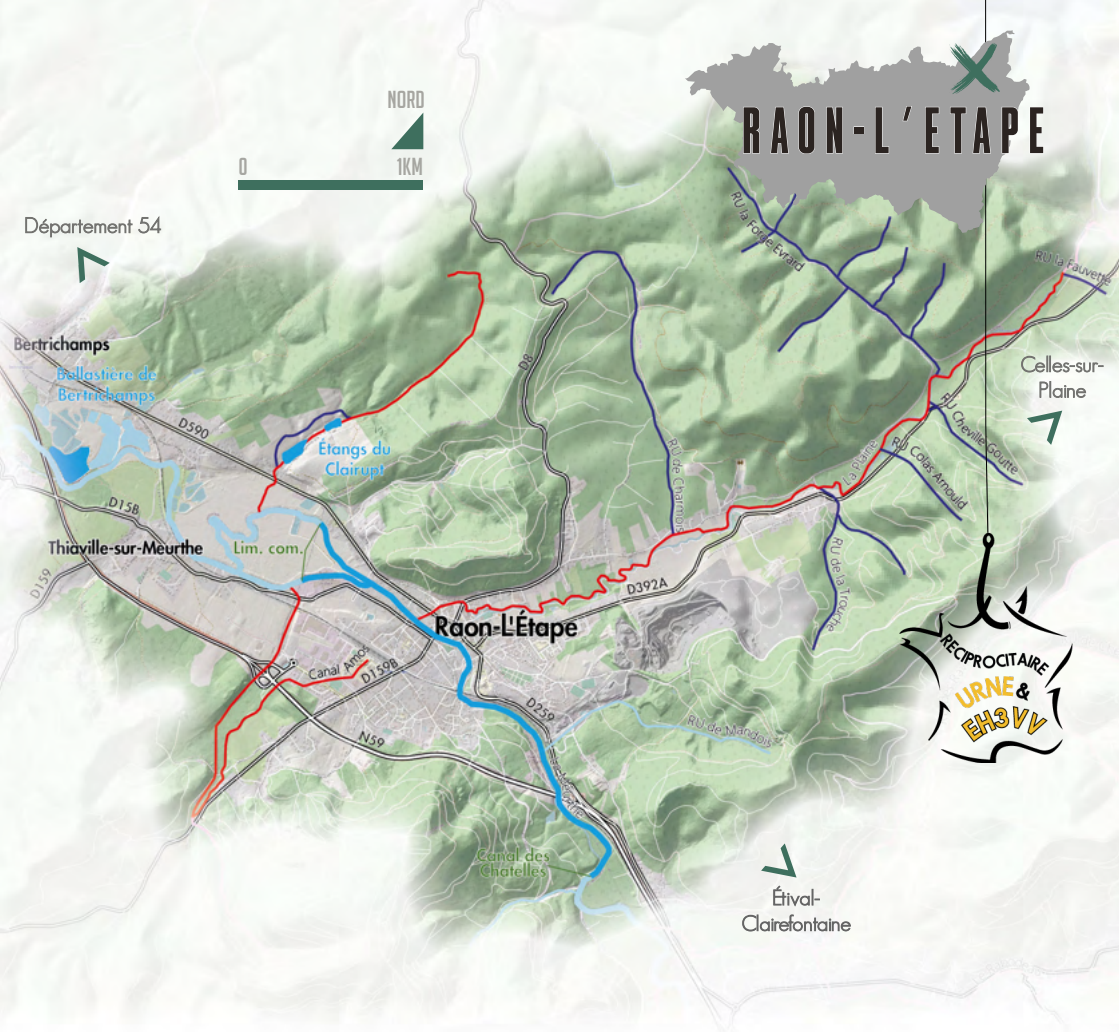 NORD
0 1KM
RAON-L'ETAPE
Département 54
RU la Forge Evrard
RU la Fauvette
Bertrichamps
Ballastière de
Bertrichamps
D8
Celles-sur-
Plaine
D590
Étangs du
Clairupt
RU de Charmois
La Plaine
RU Cheville Goutte
RU Colas Arnould
D15B
Thiaville-sur-Meurthe
Lim. com.
D159
RU de la Trouche
D392A
Raon-L'Étape
Canal Amos
D159B
RECIPROCITAIRE
URNE &
EH3VV
D259
RU de Mandois
N59
Canal des
Chatelles
Étival-
Clairefontaine